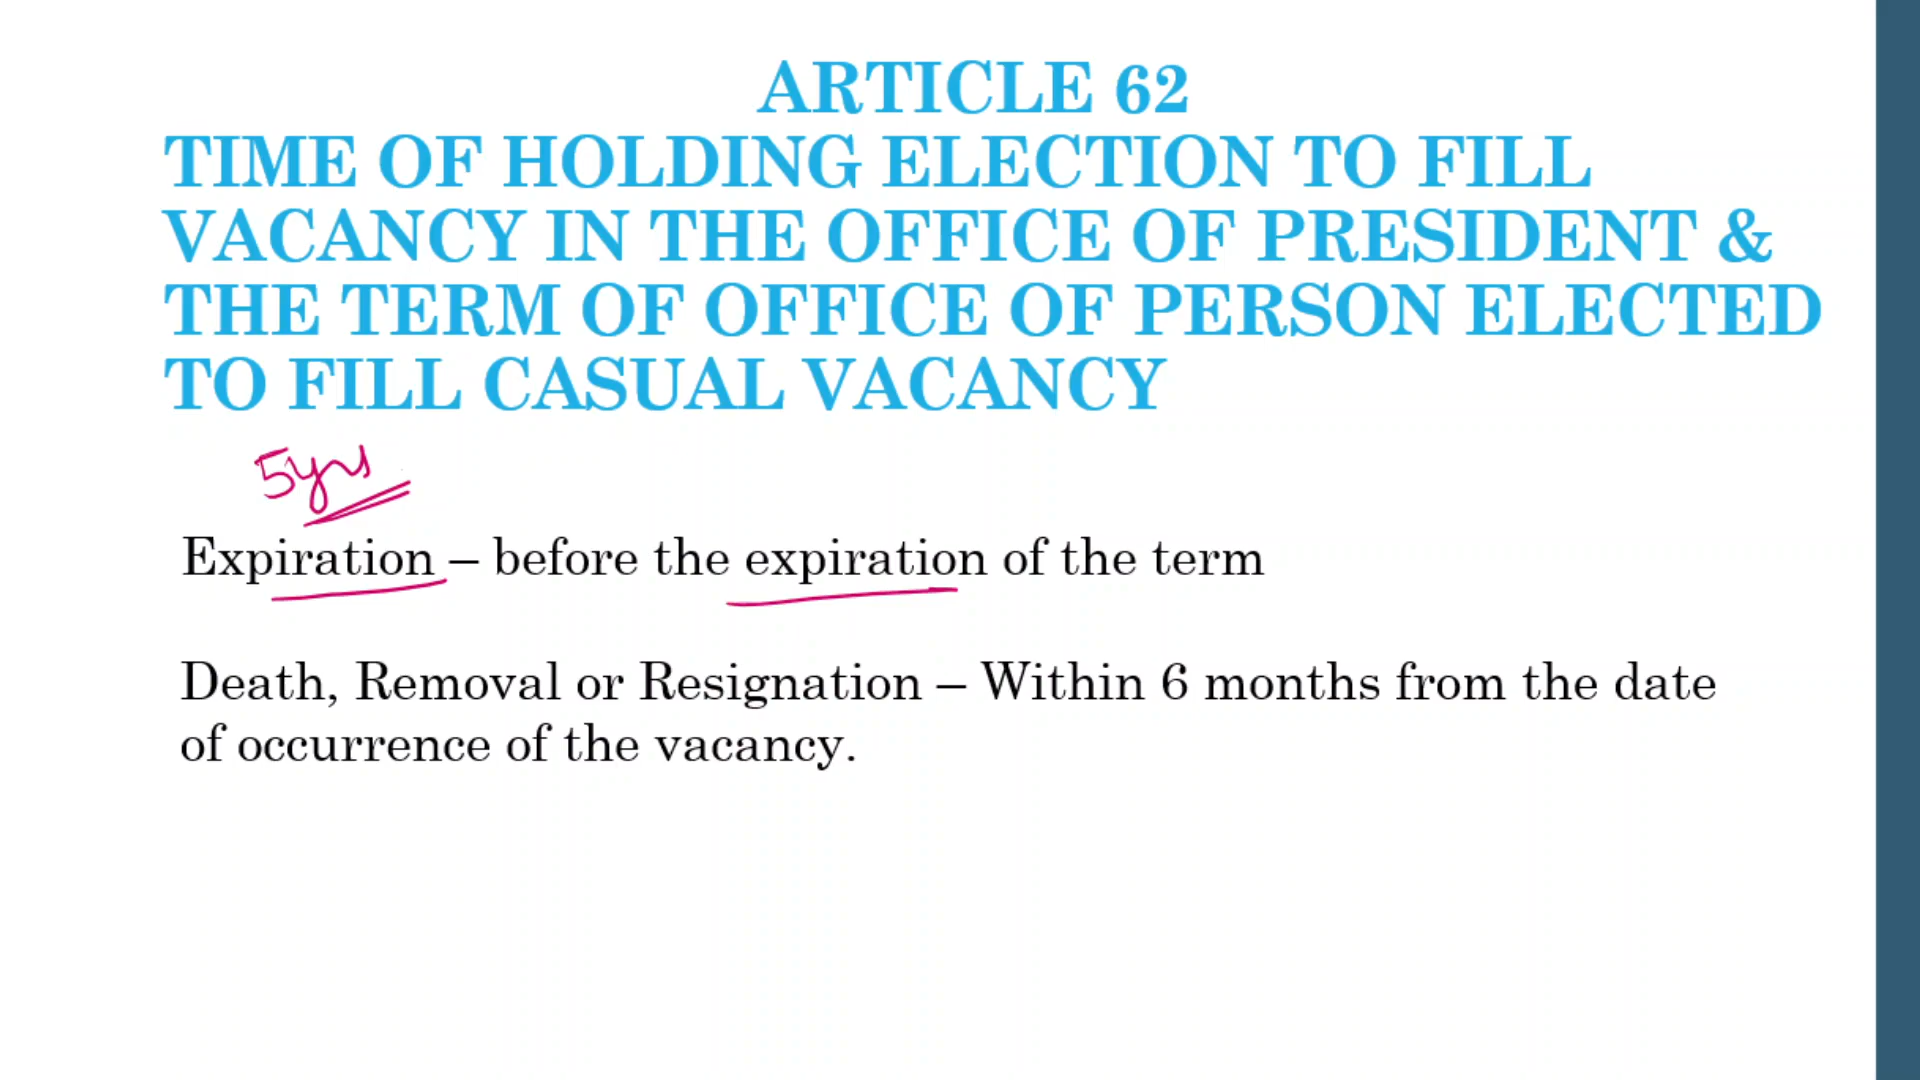 ARTICLE 62
TIME OF HOLDING ELECTION TO FILL
VACANCY IN THE OFFICE OF PRESIDENT &
THE TERM OF OFFICE OF PERSON ELECTED
TO FILL CASUAL VACANCY
5yrs
Expiration – before the expiration of the term
Death, Removal or Resignation – Within 6 months from the date
of occurrence of the vacancy.